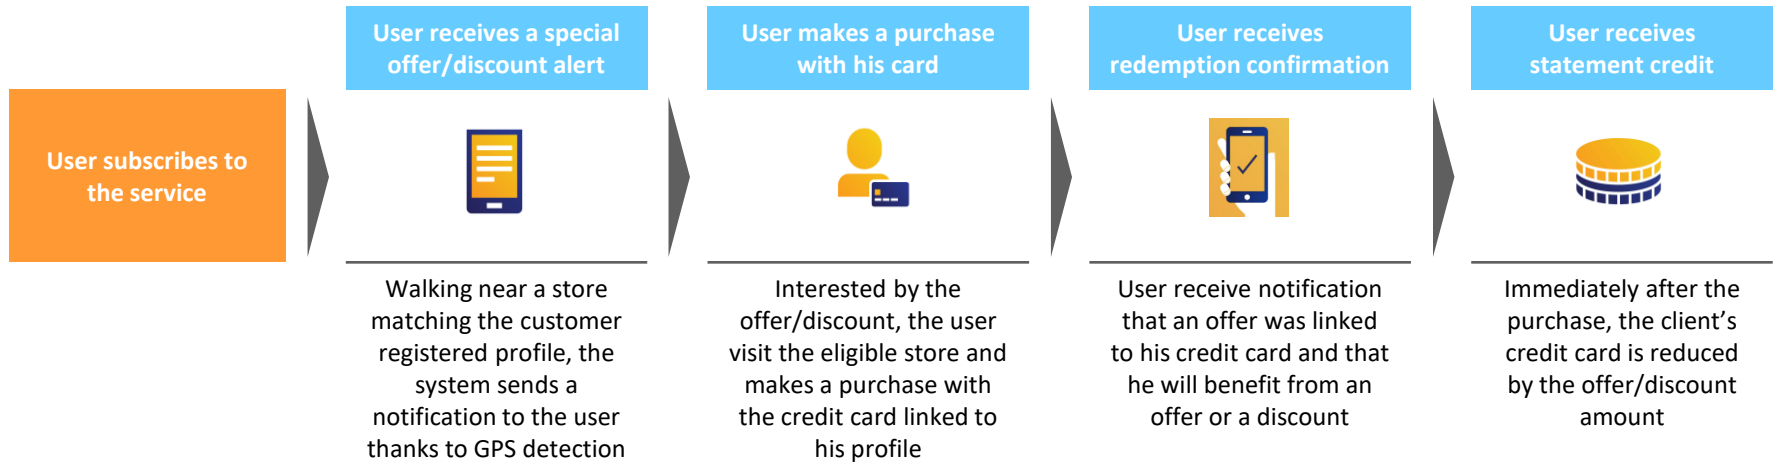 User subscribes to
the service
User receives a special
offer/discount alert
Walking near a store
matching the customer
registered profile, the
system sends a
notification to the user
thanks to GPS detection
User makes a purchase
with his card
Interested by the
offer/discount, the user
visit the eligible store and
makes a purchase with
the credit card linked to
his profile
User receives
redemption confirmation
User receive notification
that an offer was linked
to his credit card and that
he will benefit from an
offer or a discount
User receives
statement credit
Immediately after the
purchase, the client’s
credit card is reduced
by the offer/discount
amount